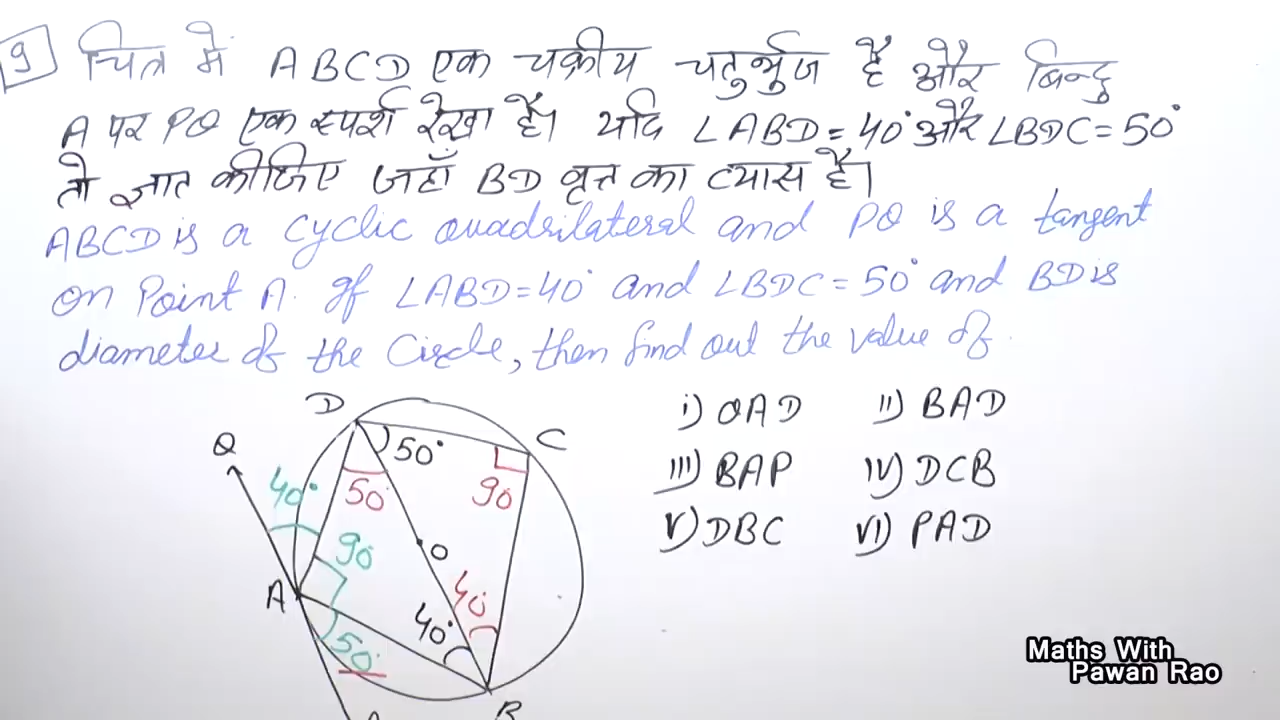 9
चित्र में ABCD एक चक्रीय चतुर्भुज है और बिन्दु
A पर PQ एक स्पर्श रेखा है। यदि ∠ABD = 40° और ∠BDC = 50°
तो ज्ञात कीजिए जहाँ BD वृत्त का व्यास है।
ABCD is a cyclic quadrilateral and PQ is a tangent
on Point A. If ∠ABD = 40° and ∠BDC = 50° and BD is
diameter of the Circle, then find out the value of
i) QAD ii) BAD
iii) BAP iv) DCB
v) DBC vi) PAD
D
C
Q
50°
40°
50
90
90
O
A
40
40°
50°
B
Maths With
Pawan Rao